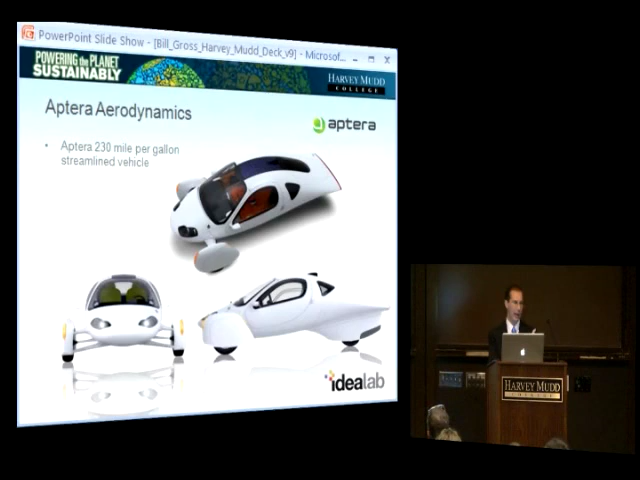 PowerPoint Slide Show - [Bill_Gross_Harvey_Mudd_Deck_v9] - Microsof...
POWERING the PLANET
SUSTAINABLY
HARVEY MUDD
COLLEGE
Aptera Aerodynamics
aptera
• Aptera 230 mile per gallon
streamlined vehicle
idealab
HARVEY MUDD
COLLEGE